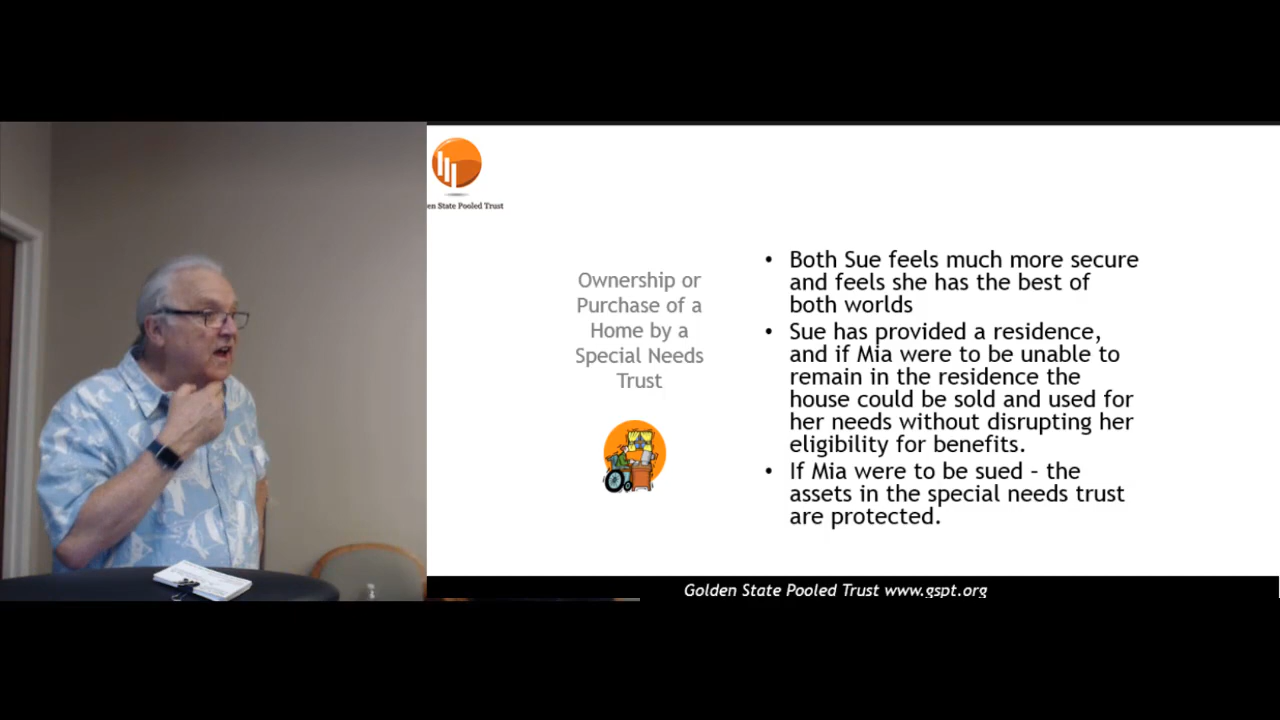 en State Pooled Trust
Ownership or
Purchase of a
Home by a
Special Needs
Trust
• Both Sue feels much more secure
and feels she has the best of
both worlds
• Sue has provided a residence,
and if Mia were to be unable to
remain in the residence the
house could be sold and used for
her needs without disrupting her
eligibility for benefits.
• If Mia were to be sued – the
assets in the special needs trust
are protected.
Golden State Pooled Trust www.gspt.org